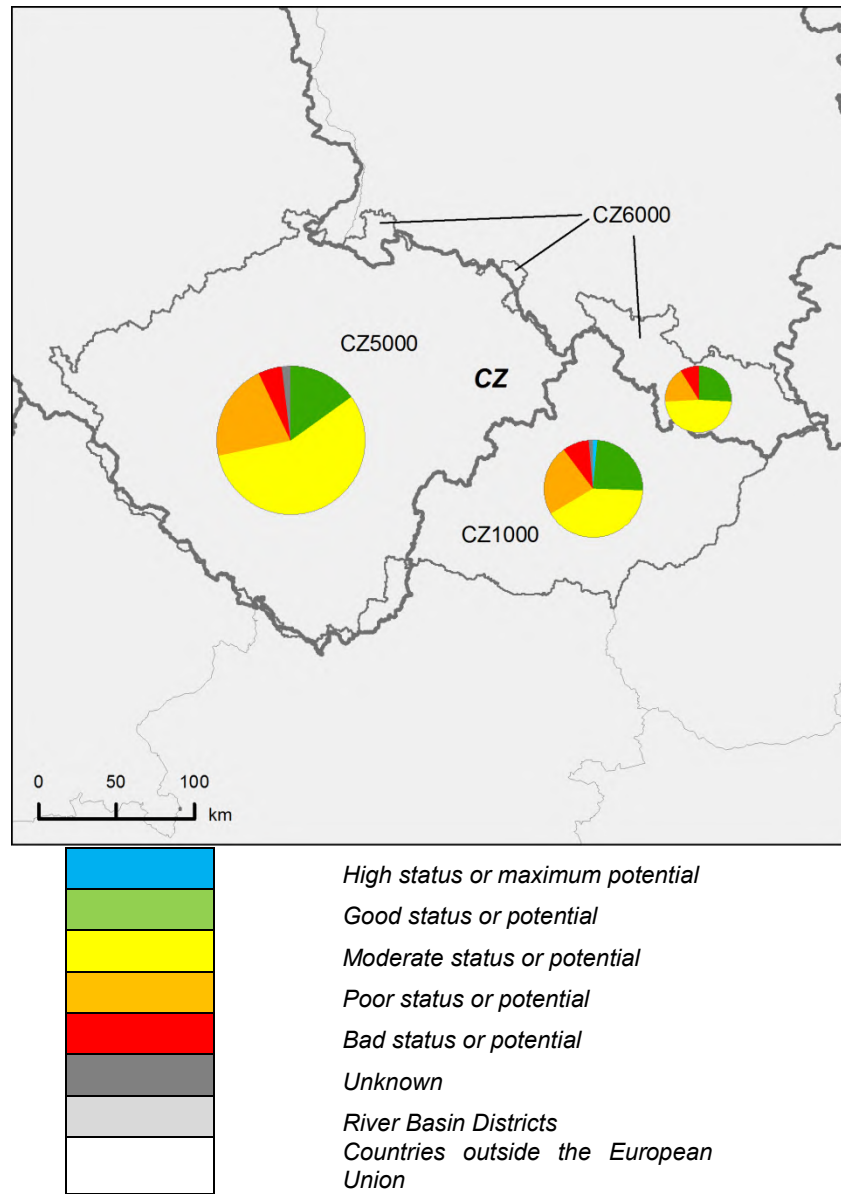 CZ6000
CZ5000
CZ
CZ1000
0 50 100
km
High status or maximum potential
Good status or potential
Moderate status or potential
Poor status or potential
Bad status or potential
Unknown
River Basin Districts
Countries outside the European
Union